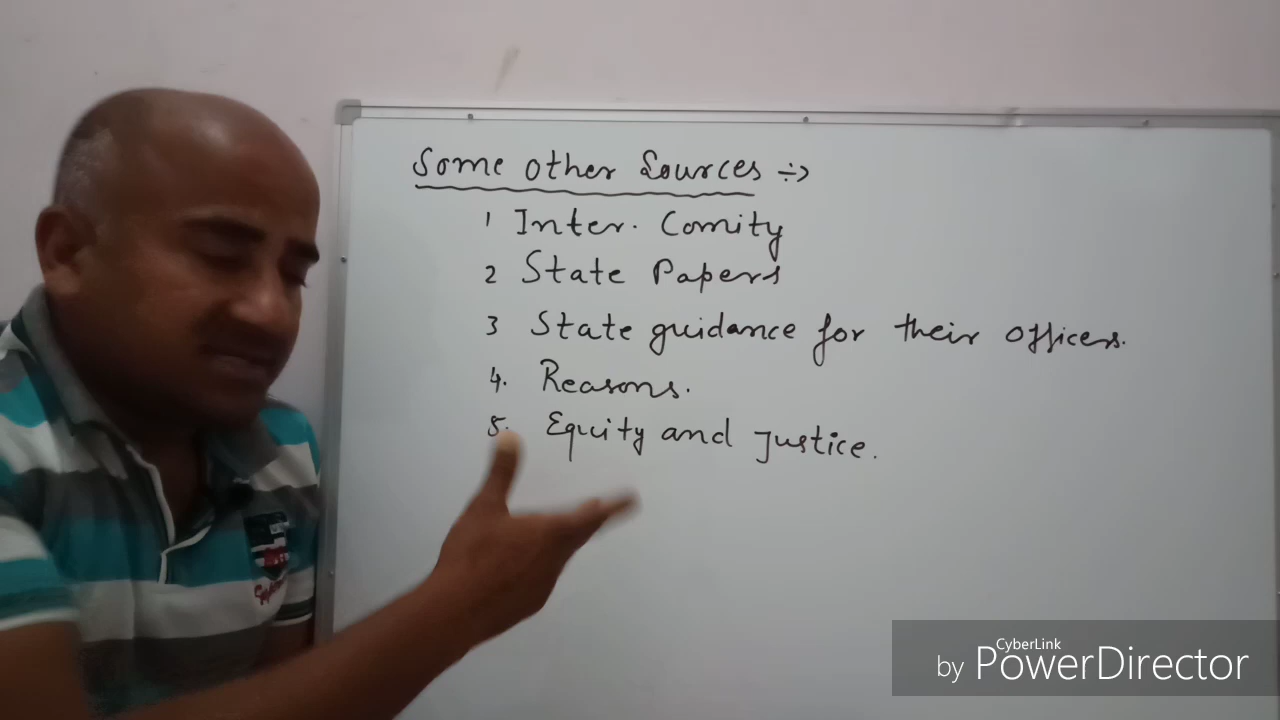 Some Other Sources ÷>
1 Inter. Comity
2 State Papers
3 State guidance for their officers.
4. Reasons.
5. Equity and Justice.
CyberLink
by PowerDirector